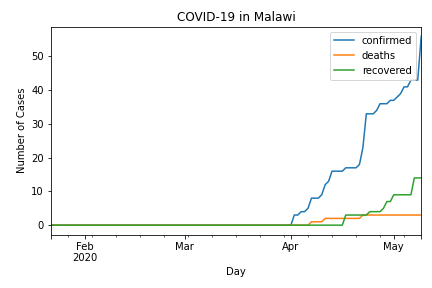 COVID-19 in Malawi
confirmed
deaths
recovered
Number of Cases
50
40
30
20
10
0
Feb
2020
Mar
Apr
May
Day